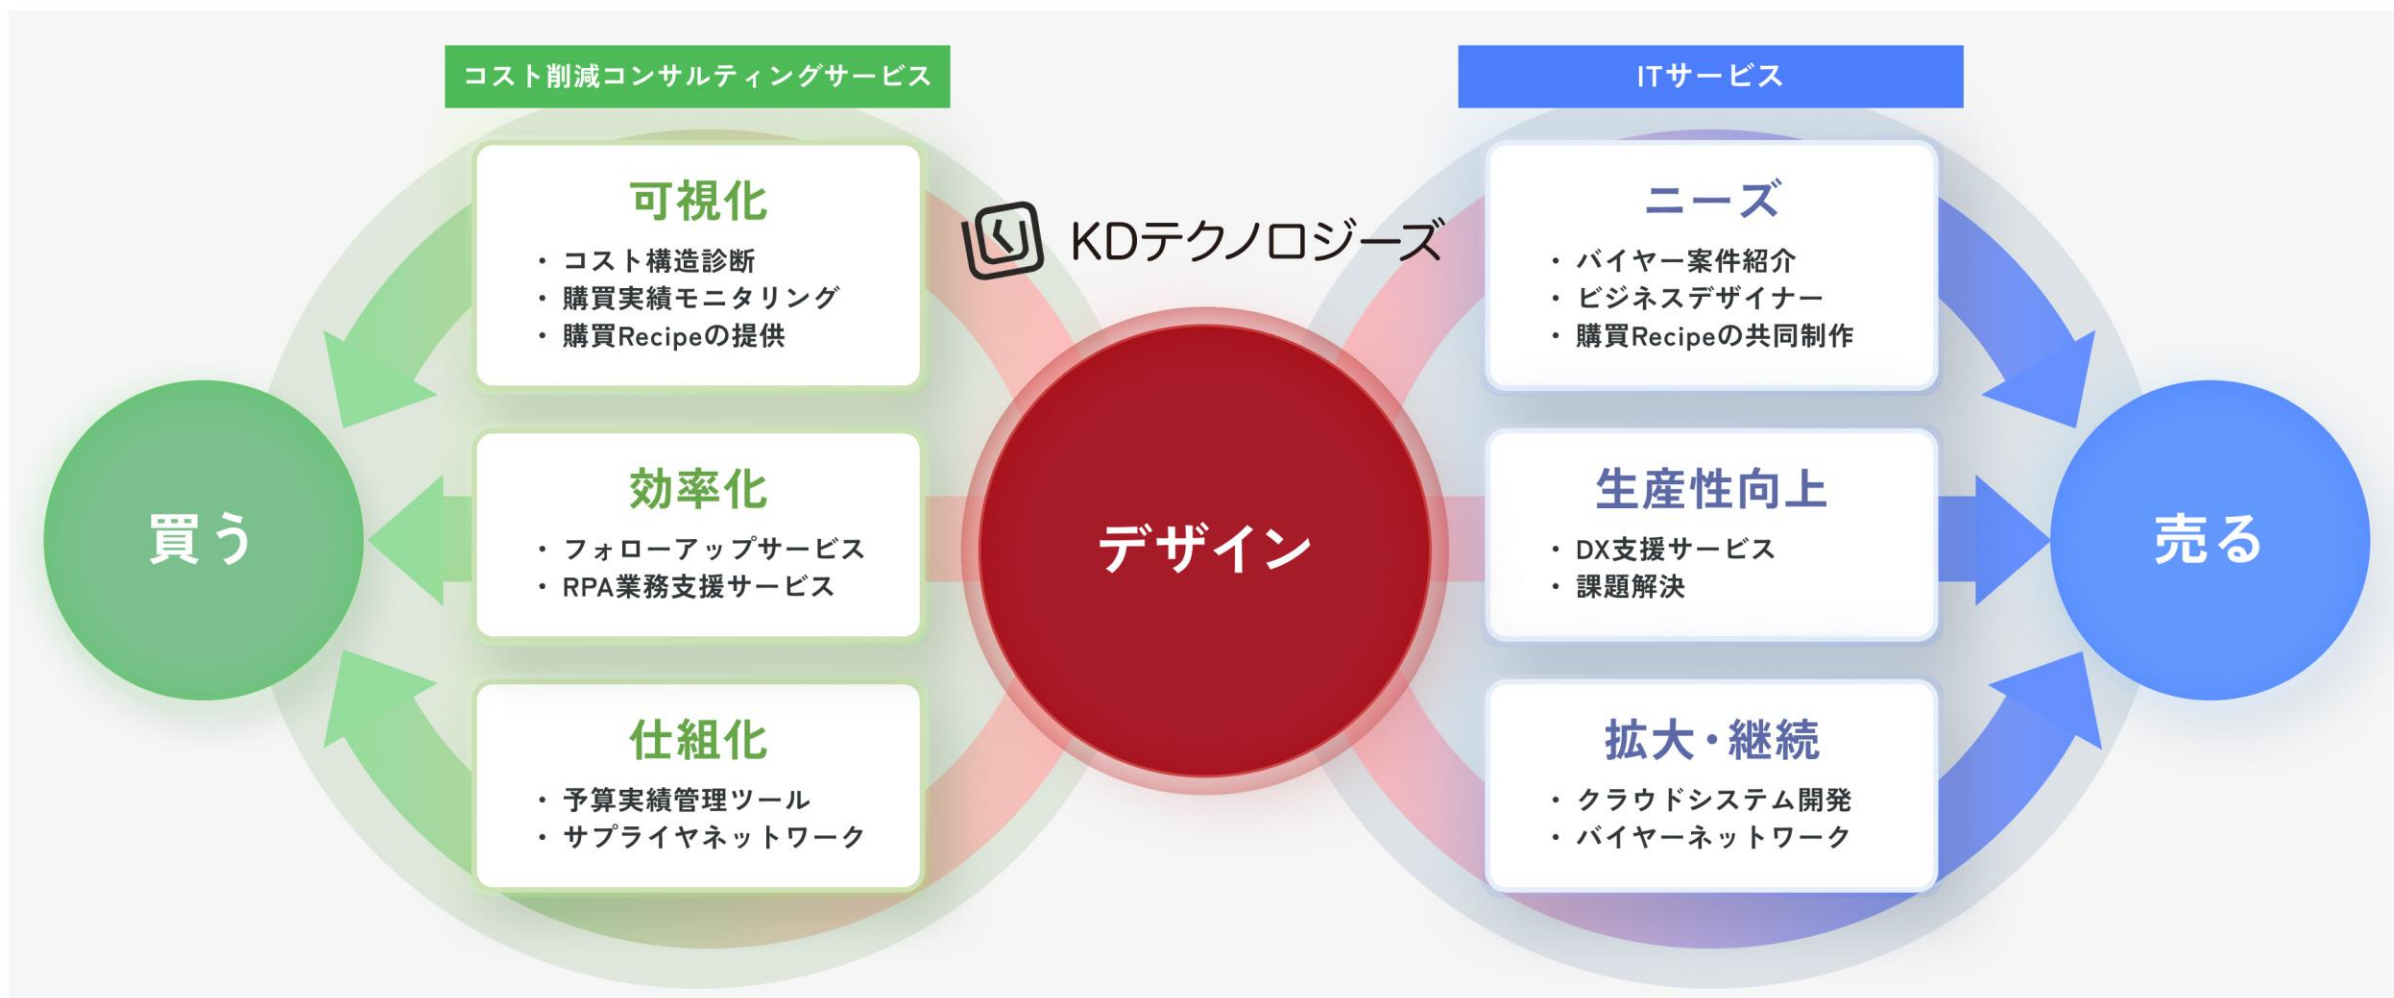 コスト削減コンサルティングサービス
ITサービス
KDテクノロジーズ
買う
可視化
・ コスト構造診断
・ 購買実績モニタリング
・ 購買Recipeの提供
効率化
・ フォローアップサービス
・ RPA業務支援サービス
仕組化
・ 予算実績管理ツール
・ サプライヤネットワーク
デザイン
ニーズ
・ バイヤー案件紹介
・ ビジネスデザイナー
・ 購買Recipeの共同制作
生産性向上
・ DX支援サービス
・ 課題解決
拡大・継続
・ クラウドシステム開発
・ バイヤーネットワーク
売る